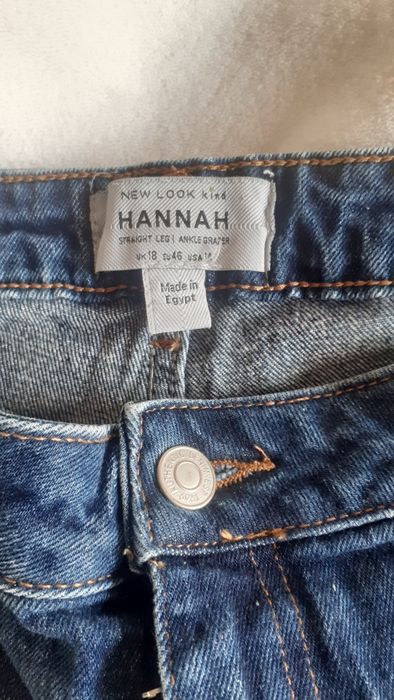 NEW LOOK kind
HANNAH
STRAIGHT LEG | ANKLE GRAZER
UK 18 EU 46 USA 14
Made in
Egypt